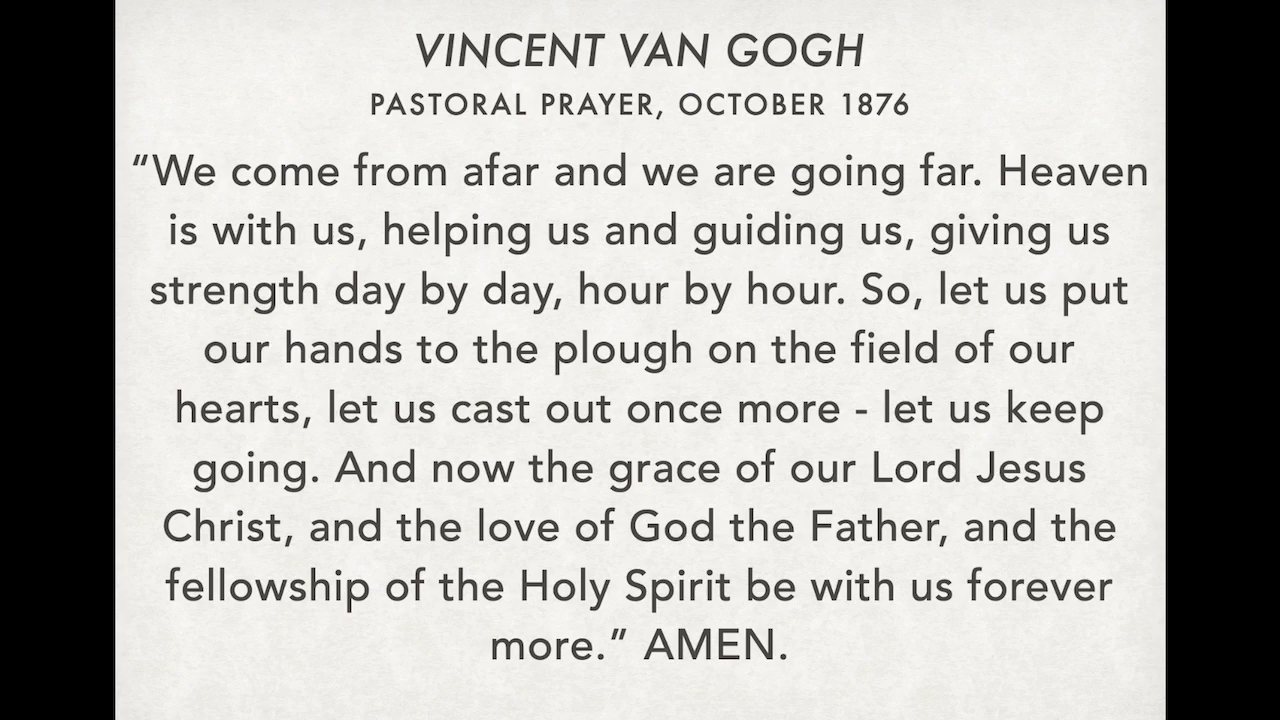 VINCENT VAN GOGH
PASTORAL PRAYER, OCTOBER 1876
“We come from afar and we are going far. Heaven
is with us, helping us and guiding us, giving us
strength day by day, hour by hour. So, let us put
our hands to the plough on the field of our
hearts, let us cast out once more - let us keep
going. And now the grace of our Lord Jesus
Christ, and the love of God the Father, and the
fellowship of the Holy Spirit be with us forever
more.” AMEN.